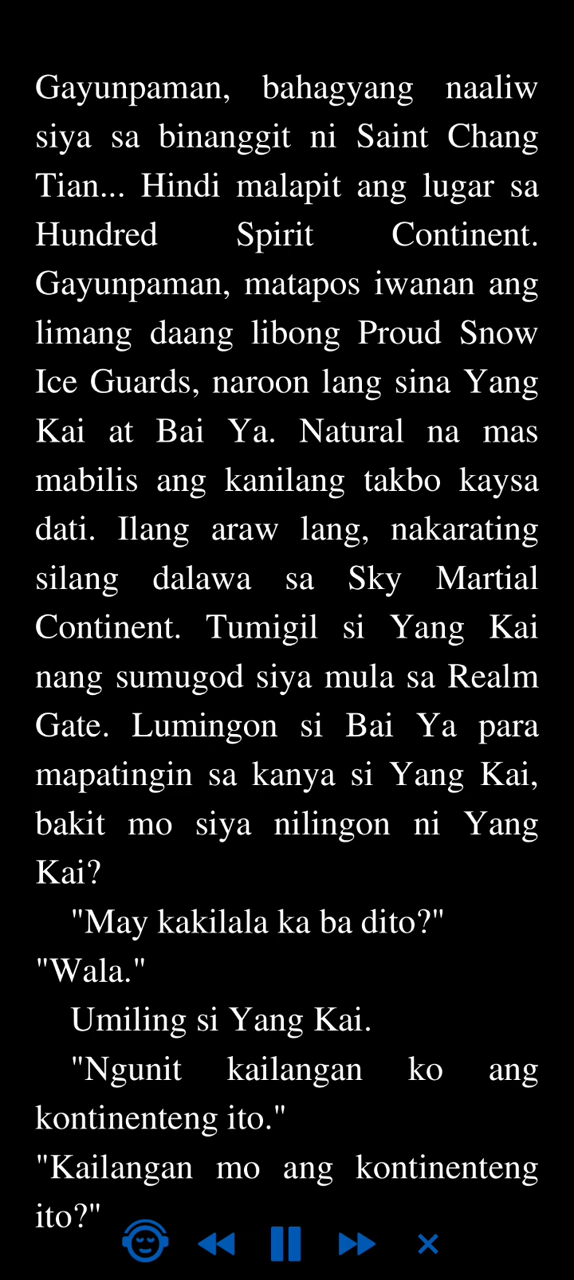 Gayunpaman, bahagyang naaliw
siya sa binanggit ni Saint Chang
Tian... Hindi malapit ang lugar sa
Hundred Spirit Continent.
Gayunpaman, matapos iwanan ang
limang daang libong Proud Snow
Ice Guards, naroon lang sina Yang
Kai at Bai Ya. Natural na mas
mabilis ang kanilang takbo kaysa
dati. Ilang araw lang, nakarating
silang dalawa sa Sky Martial
Continent. Tumigil si Yang Kai
nang sumugod siya mula sa Realm
Gate. Lumingon si Bai Ya para
mapatingin sa kanya si Yang Kai,
bakit mo siya nilingon ni Yang
Kai?
"May kakilala ka ba dito?"
"Wala."
Umiling si Yang Kai.
"Ngunit kailangan ko ang
kontinenteng ito."
"Kailangan mo ang kontinenteng
ito?"